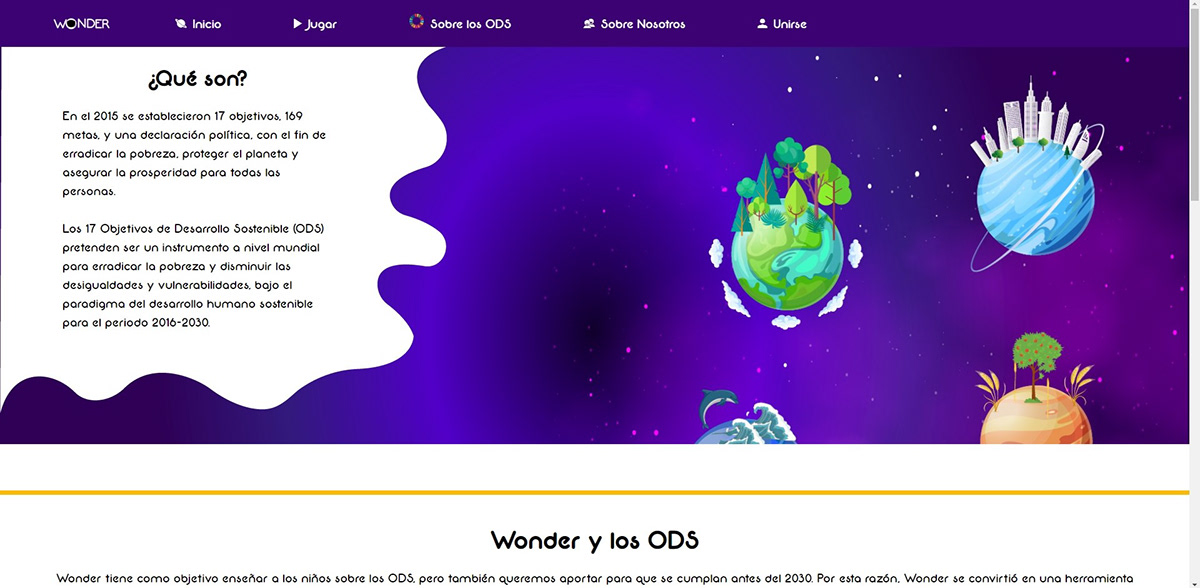 WONDER Inicio Jugar Sobre los ODS Sobre Nosotros Unirse
¿Qué son?
En el 2015 se establecieron 17 objetivos, 169
metas, y una declaración política, con el fin de
erradicar la pobreza, proteger el planeta y
asegurar la prosperidad para todas las
personas.
Los 17 Objetivos de Desarrollo Sostenible (ODS)
pretenden ser un instrumento a nivel mundial
para erradicar la pobreza y disminuir las
desigualdades y vulnerabilidades, bajo el
paradigma del desarrollo humano sostenible
para el periodo 2016-2030.
Wonder y los ODS
Wonder tiene como objetivo enseñar a los niños sobre los ODS, pero también queremos aportar para que se cumplan antes del 2030. Por esta razón, Wonder se convirtió en una herramienta